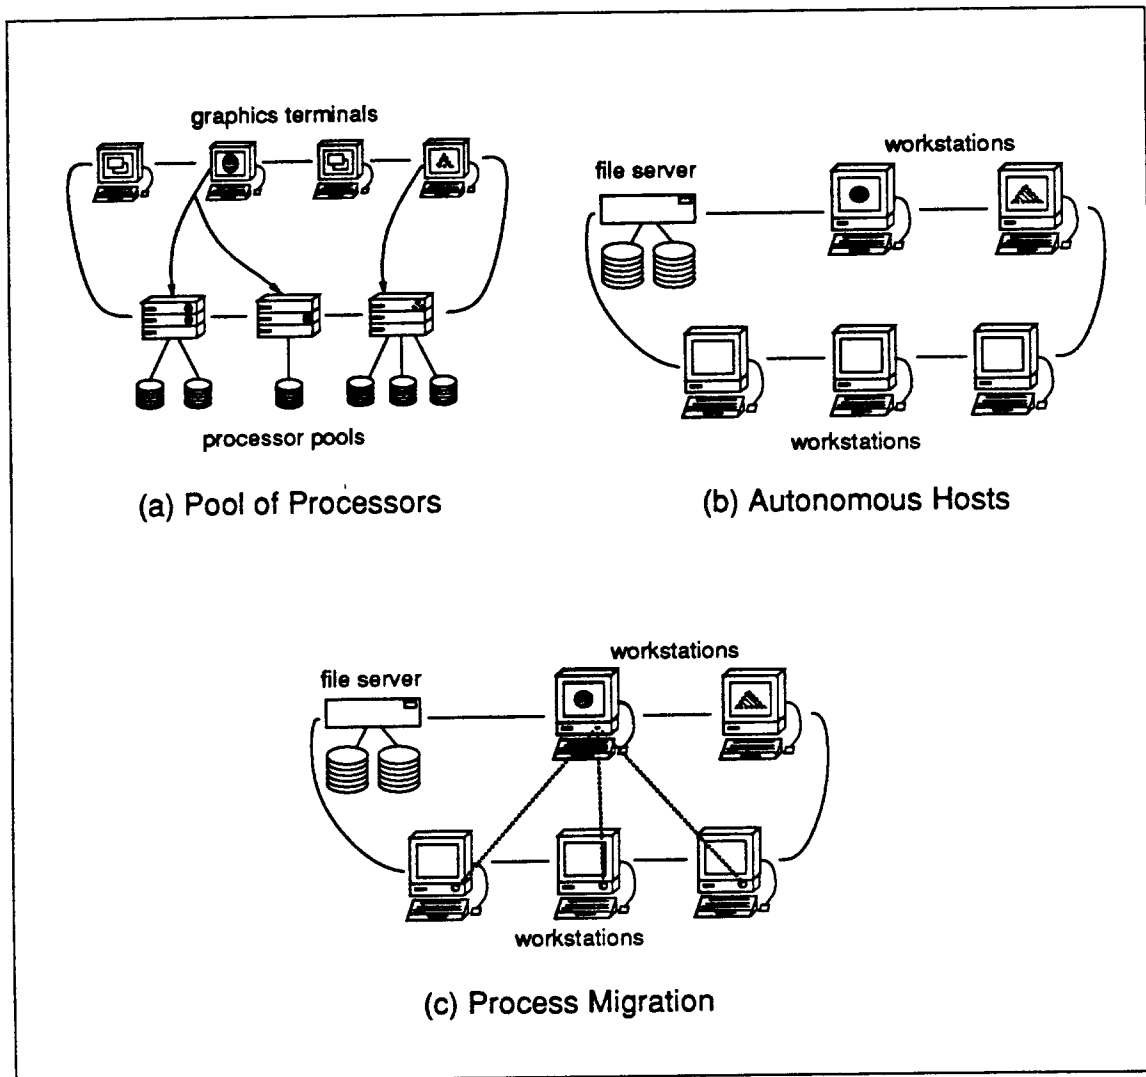 graphics terminals
processor pools
(a) Pool of Processors
workstations
file server
workstations
(b) Autonomous Hosts
workstations
file server
workstations
(c) Process Migration